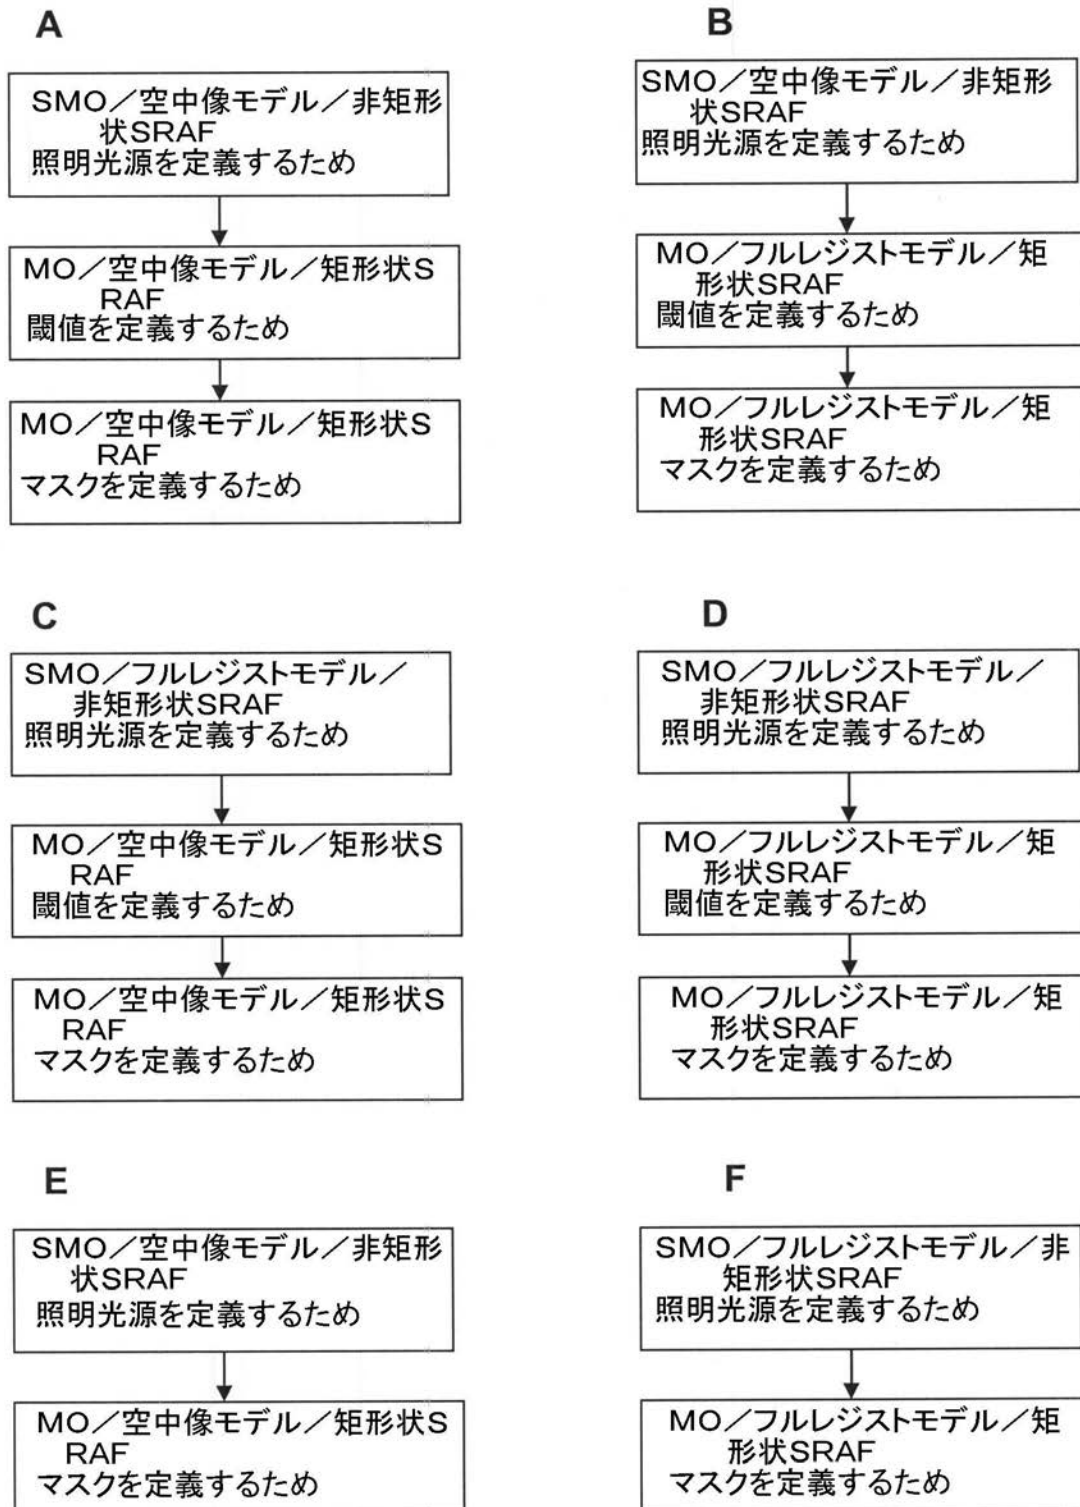 A
SMO／空中像モデル／非矩形
状SRAF
照明光源を定義するため
MO／空中像モデル／矩形状S
RAF
閾値を定義するため
MO／空中像モデル／矩形状S
RAF
マスクを定義するため
B
SMO／空中像モデル／非矩形
状SRAF
照明光源を定義するため
MO／フルレジストモデル／矩
形状SRAF
閾値を定義するため
MO／フルレジストモデル／矩
形状SRAF
マスクを定義するため
C
SMO／フルレジストモデル／
非矩形状SRAF
照明光源を定義するため
MO／空中像モデル／矩形状S
RAF
閾値を定義するため
MO／空中像モデル／矩形状S
RAF
マスクを定義するため
D
SMO／フルレジストモデル／
非矩形状SRAF
照明光源を定義するため
MO／フルレジストモデル／矩
形状SRAF
閾値を定義するため
MO／フルレジストモデル／矩
形状SRAF
マスクを定義するため
E
SMO／空中像モデル／非矩形
状SRAF
照明光源を定義するため
MO／空中像モデル／矩形状S
RAF
マスクを定義するため
F
SMO／フルレジストモデル／非
矩形状SRAF
照明光源を定義するため
MO／フルレジストモデル／矩
形状SRAF
マスクを定義するため